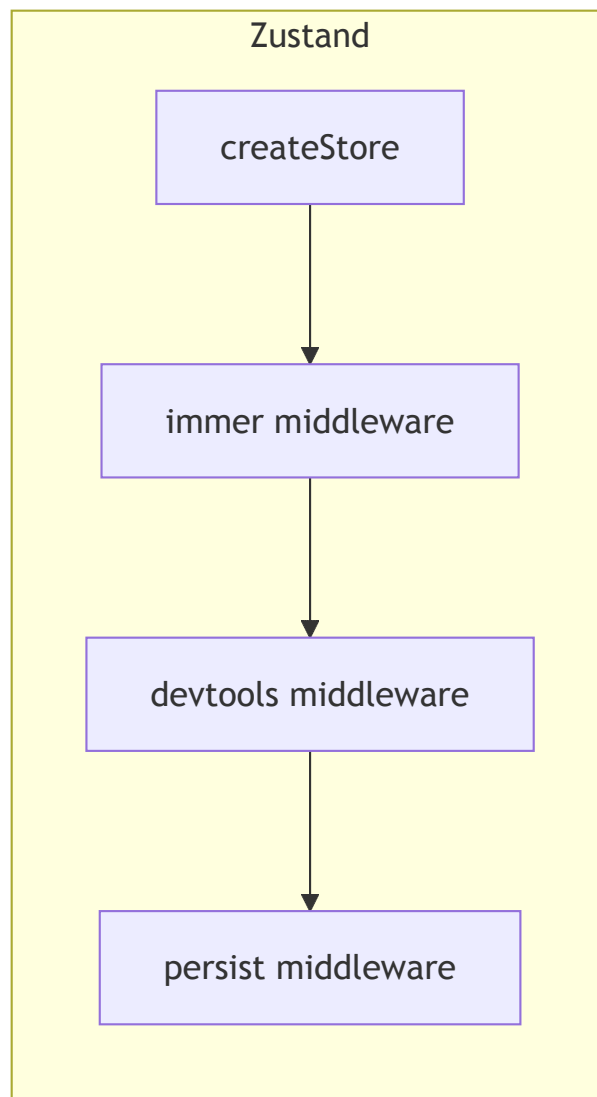 Zustand
createStore
immer middleware
devtools middleware
persist middleware